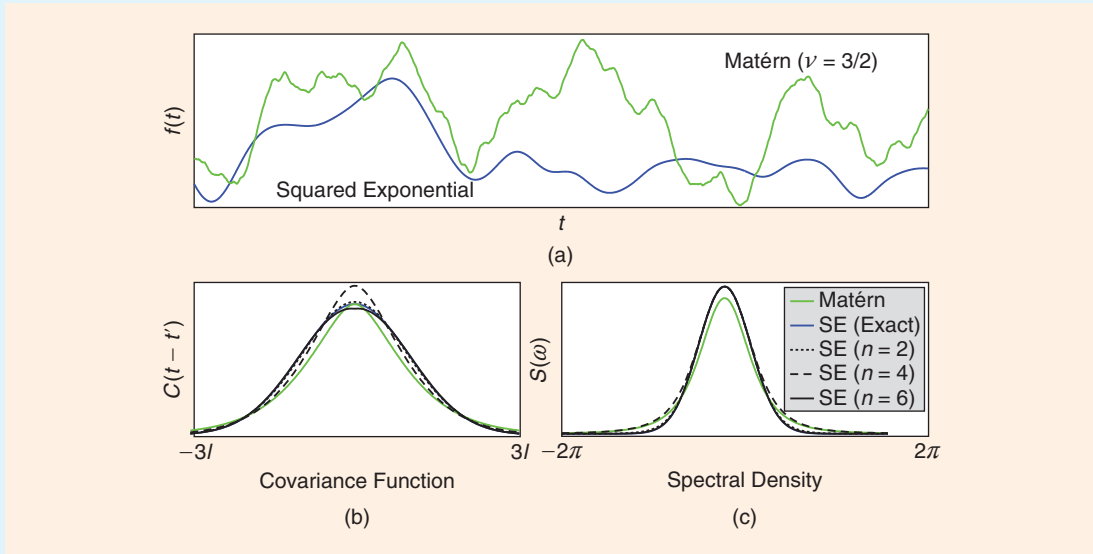 f(t)
Matérn (ν = 3/2)
Squared Exponential
t
(a)
C(t − t′)
−3l
3l
Covariance Function
(b)
S(ω)
−2π
2π
Spectral Density
(c)
Matérn
SE (Exact)
SE (n = 2)
SE (n = 4)
SE (n = 6)